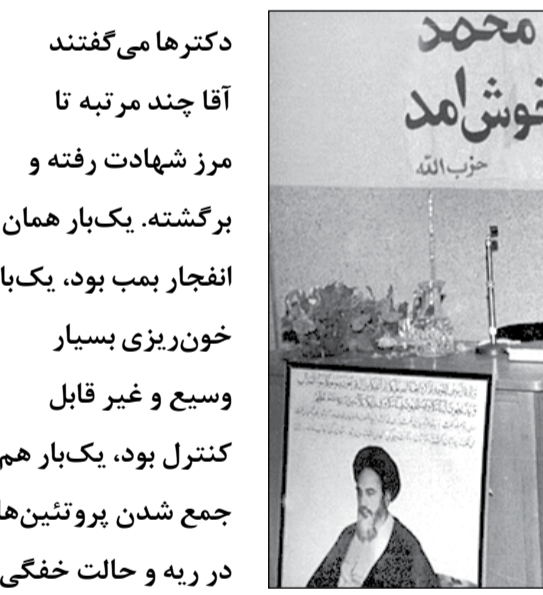 دکترها می‌گفتند
آقا چند مرتبه تا
مرز شهادت رفته و
برگشته. یک‌بار همان
انفجار بمب بود، یک‌با
خون‌ریزی بسیار
وسیع و غیر قابل
کنترل بود، یک‌بار هم
جمع شدن پروتئین‌ها
در ریه و حالت خفگی
محمد
خوش‌آمد
حزب‌الله